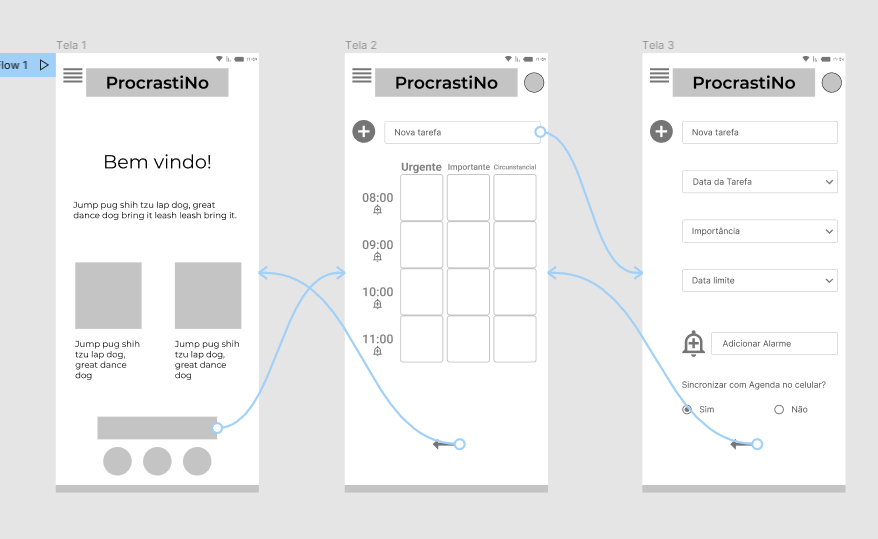 Flow 1
Tela 1
ProcrastiNo
Bem vindo!
Jump pug shih tzu lap dog, great
dance dog bring it leash leash bring it.
Jump pug shih
tzu lap dog,
great dance
dog
Jump pug shih
tzu lap dog,
great dance
dog
Tela 2
ProcrastiNo
Nova tarefa
Urgente Importante Circunstancial
08:00
09:00
10:00
11:00
Tela 3
ProcrastiNo
Nova tarefa
Data da Tarefa
Importância
Data limite
Adicionar Alarme
Sincronizar com Agenda no celular?
Sim Não